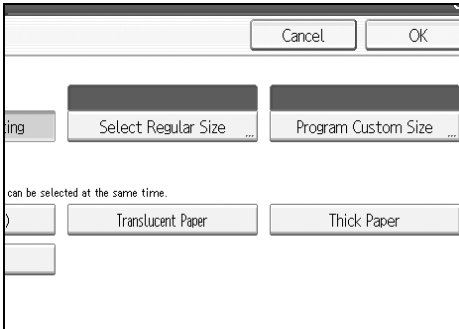 Cancel OK
ting Select Regular Size ... Program Custom Size ...
can be selected at the same time.
) Translucent Paper Thick Paper